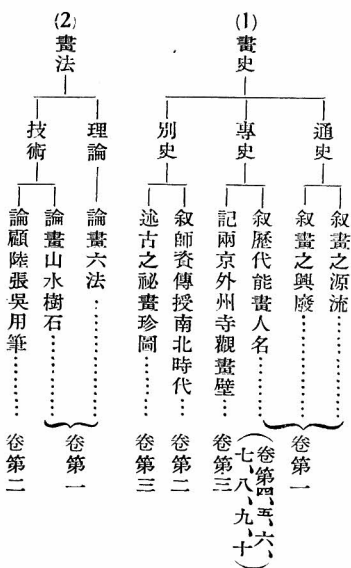 (1)畫史
通史
叙畫之源流……
叙畫之興廢……
卷第一
專史
叙歷代能畫人名……
(卷第四、五、六、
七、八、九、十)
記兩京外州寺觀畫壁……卷第三
別史
叙師資傳授南北時代……卷第二
述古之祕畫珍圖……卷第三
(2)畫法
理論
論畫六法……
技術
論畫山水樹石……
卷第一
論顧陸張吳用筆……卷第二